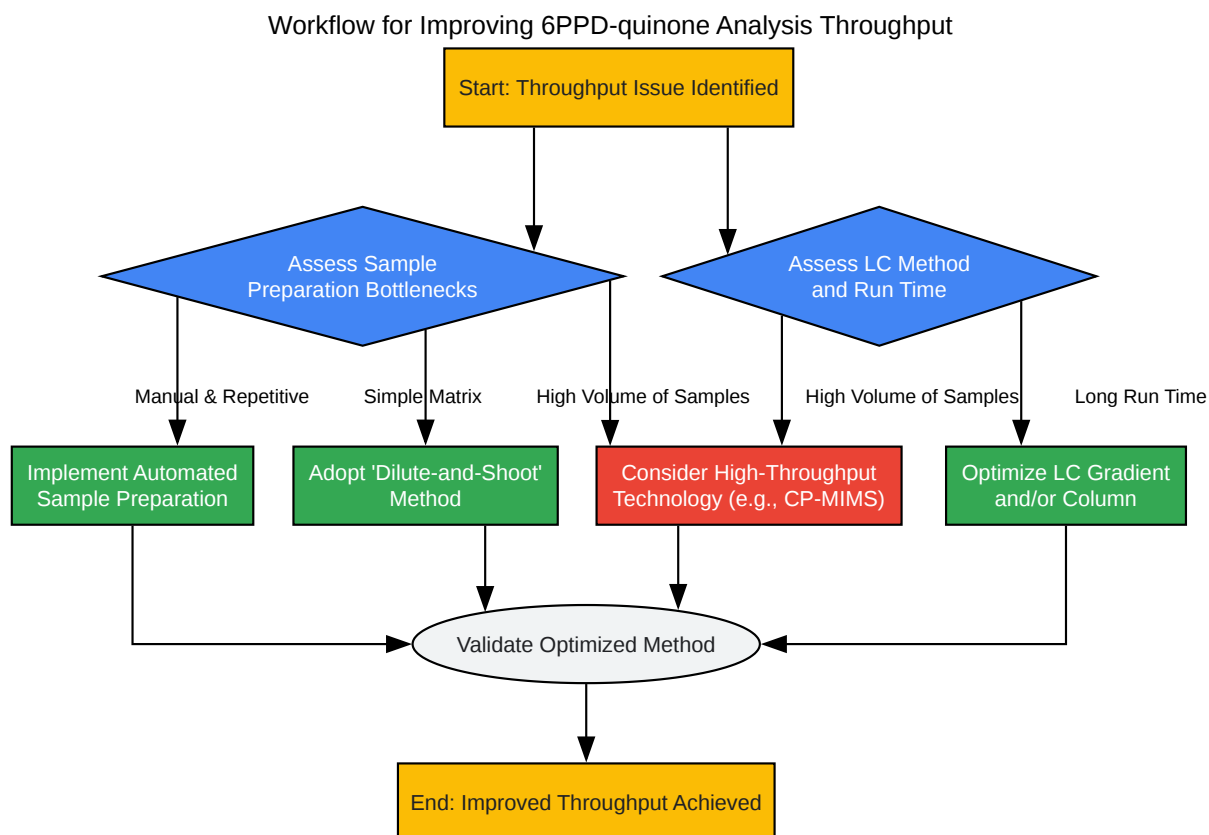 Workflow for Improving 6PPD-quinone Analysis Throughput
Start: Throughput Issue Identified
Assess Sample
Preparation Bottlenecks
Assess LC Method
and Run Time
Manual & Repetitive
Simple Matrix
High Volume of Samples
High Volume of Samples
Long Run Time
Implement Automated
Sample Preparation
Adopt 'Dilute-and-Shoot'
Method
Consider High-Throughput
Technology (e.g., CP-MIMS)
Optimize LC Gradient
and/or Column
Validate Optimized Method
End: Improved Throughput Achieved